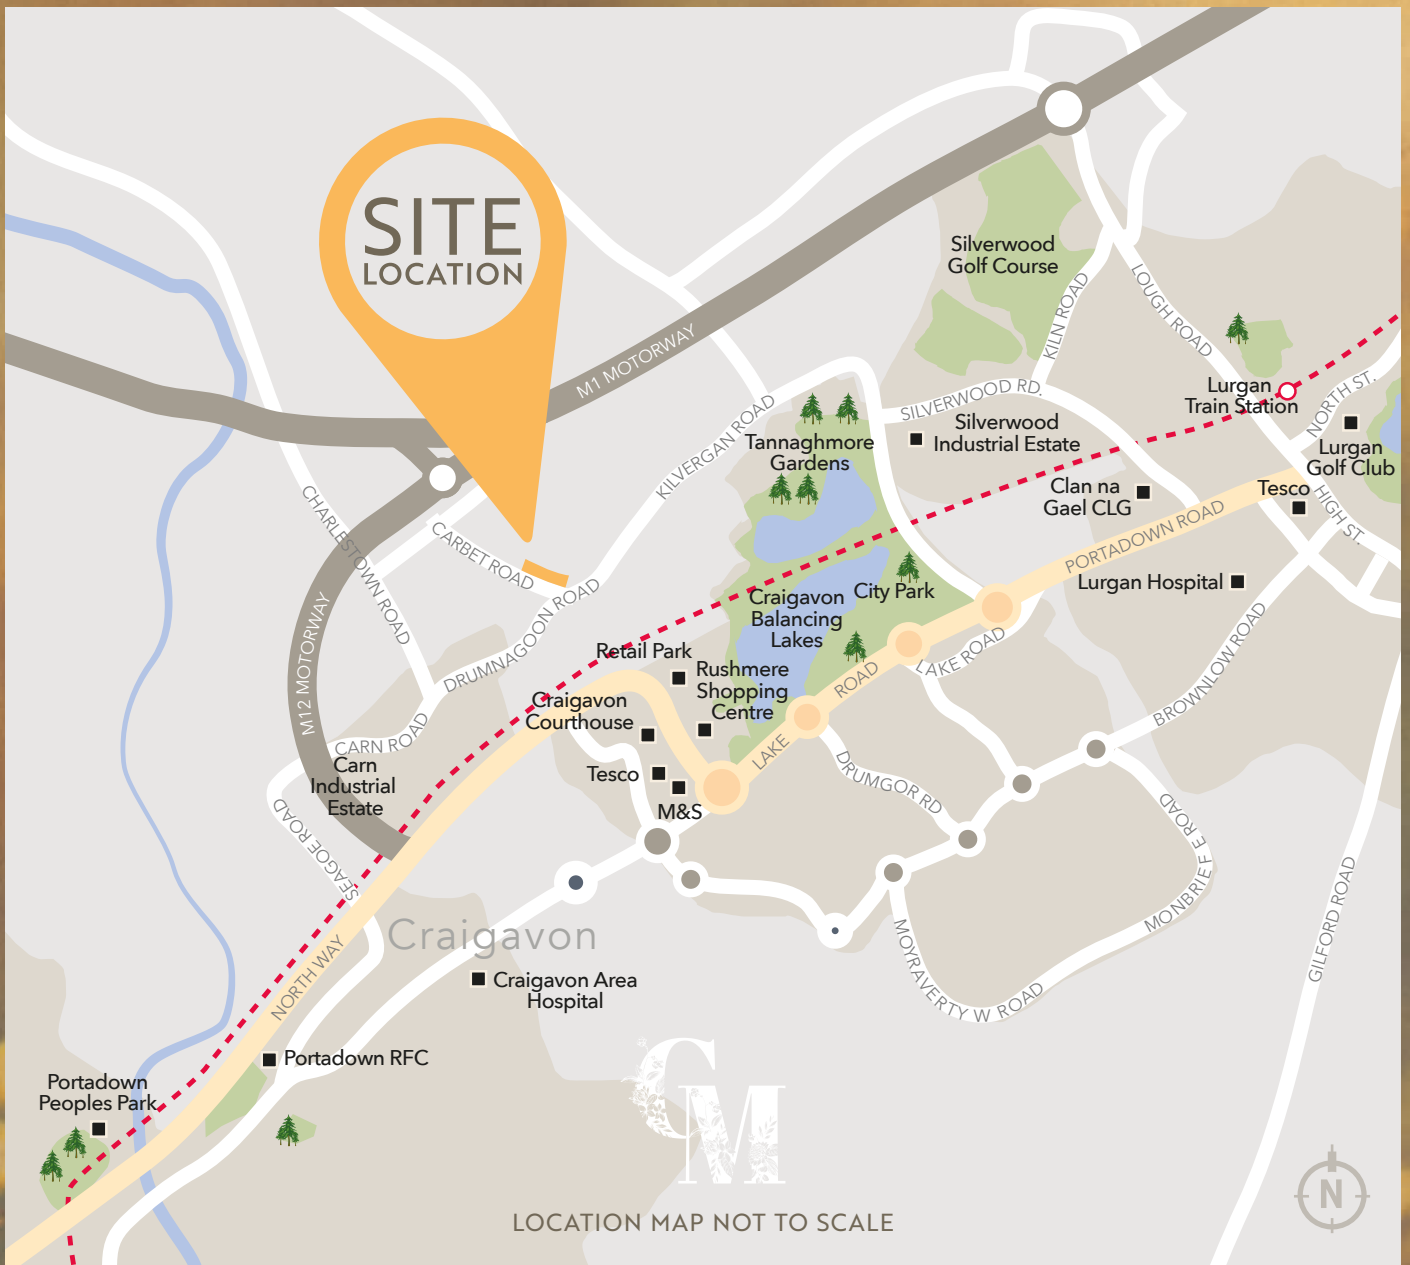 SITE
LOCATION
M1 MOTORWAY
Silverwood
Golf Course
KILN ROAD
LOUGH ROAD
Lurgan
Train Station
NORTH ST.
SILVERWOOD RD.
Silverwood
Industrial Estate
Lurgan
Golf Club
KILVERGAN ROAD
Tannaghmore
Gardens
Clan na
Gael CLG
Tesco
HIGH ST.
CHARLESTOWN ROAD
CARBET ROAD
PORTADOWN ROAD
Craigavon
Balancing
Lakes
City Park
Lurgan Hospital
M12 MOTORWAY
DRUMNAGOON ROAD
Retail Park
Rushmere
Shopping
Centre
LAKE ROAD
BROWNLOW ROAD
Craigavon
Courthouse
LAKE
ROAD
CARN ROAD
Carn
Industrial
Estate
Tesco
M&S
DRUMGOR RD
SEAGOE ROAD
MONBRIEF E ROAD
GILFORD ROAD
Craigavon
NORTH WAY
Craigavon Area
Hospital
MOYRAVERTY W ROAD
Portadown RFC
Portadown
Peoples Park
CM
N
LOCATION MAP NOT TO SCALE